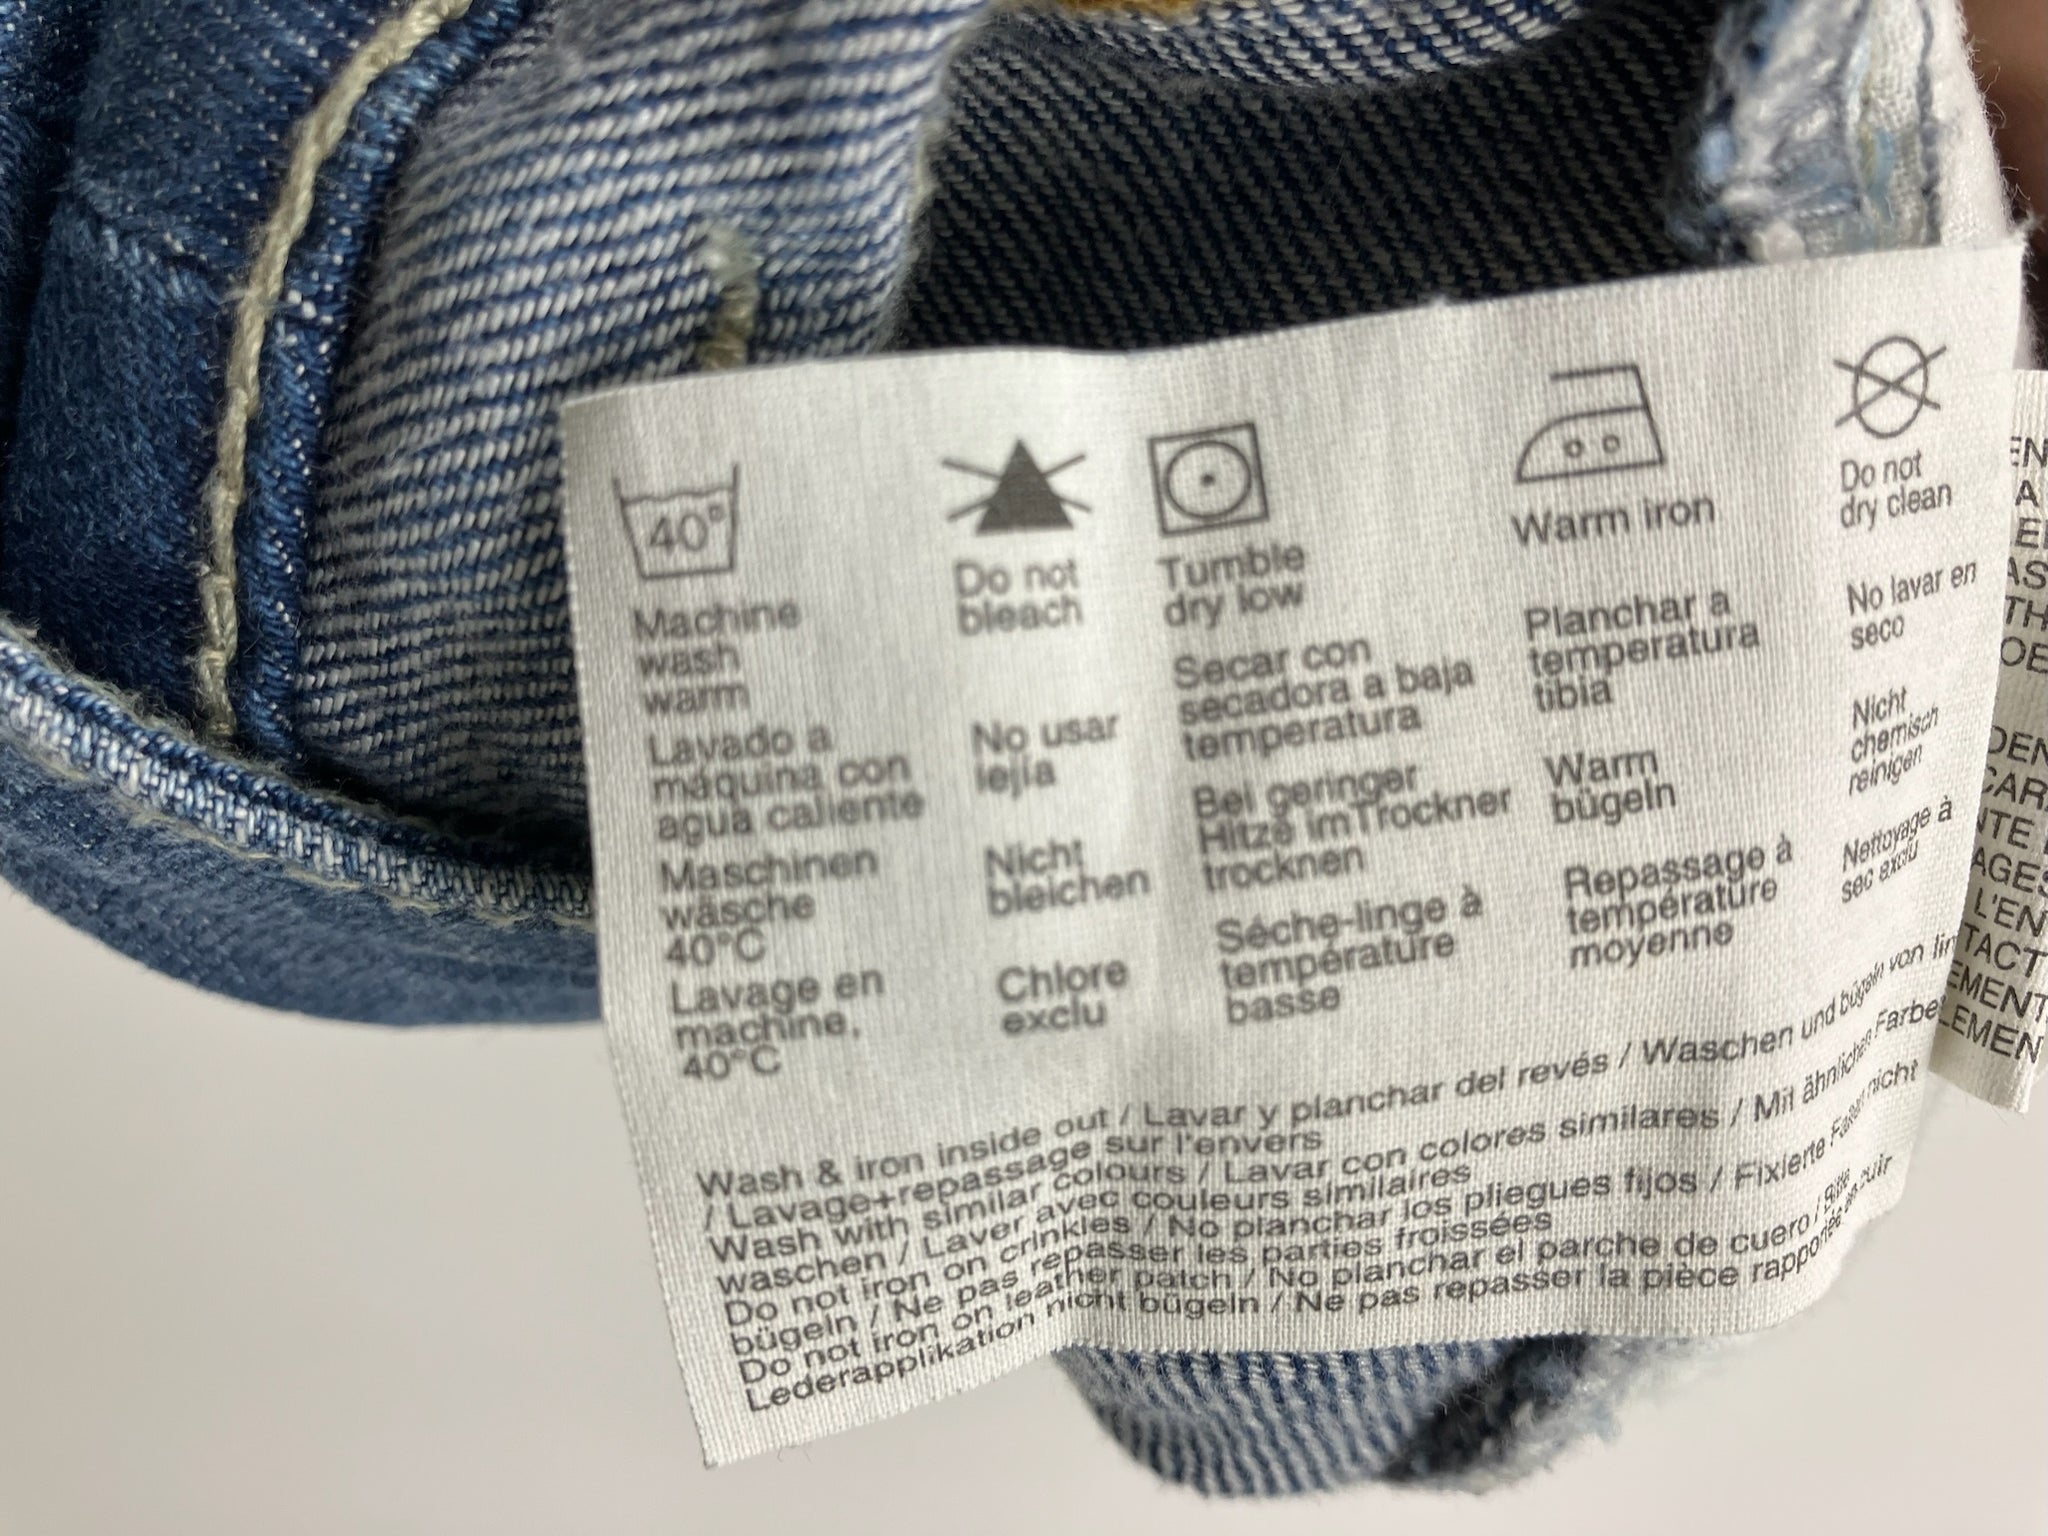 40°
Machine
wash
warm
Lavado a
máquina con
agua caliente
Maschinen
wäsche
40°C
Lavage en
machine,
40°C
Do not
bleach
No usar
lejía
Nicht
bleichen
Chlore
exclu
Tumble
dry low
Secar con
secadora a baja
temperatura
Bei geringer
Hitze imTrockner
trocknen
Séche-linge à
température
basse
Warm iron
Planchar a
temperatura
tibia
Warm
bügeln
Repassage à
température
moyenne
Do not
dry clean
No lavar en
seco
Nicht
chemisch
reinigen
Nettoyage à
sec exclu
Wash & iron inside out / Lavar y planchar del revés / Waschen und bügeln von
/ Lavage+repassage sur l'envers
Wash with similar colours / Lavar con colores similares / Mit ähnlichen
waschen / Laver avec couleurs similaires
Do not iron on crinkles / No planchar los pliegues fijos / Fixierte Falten nicht
bügeln / Ne pas repasser les parties froissées
Do not iron on leather patch / No planchar el parche de cuero / Bitte
Lederapplikation nicht bügeln / Ne pas repasser la pièce rapportée en cuir
L'EN